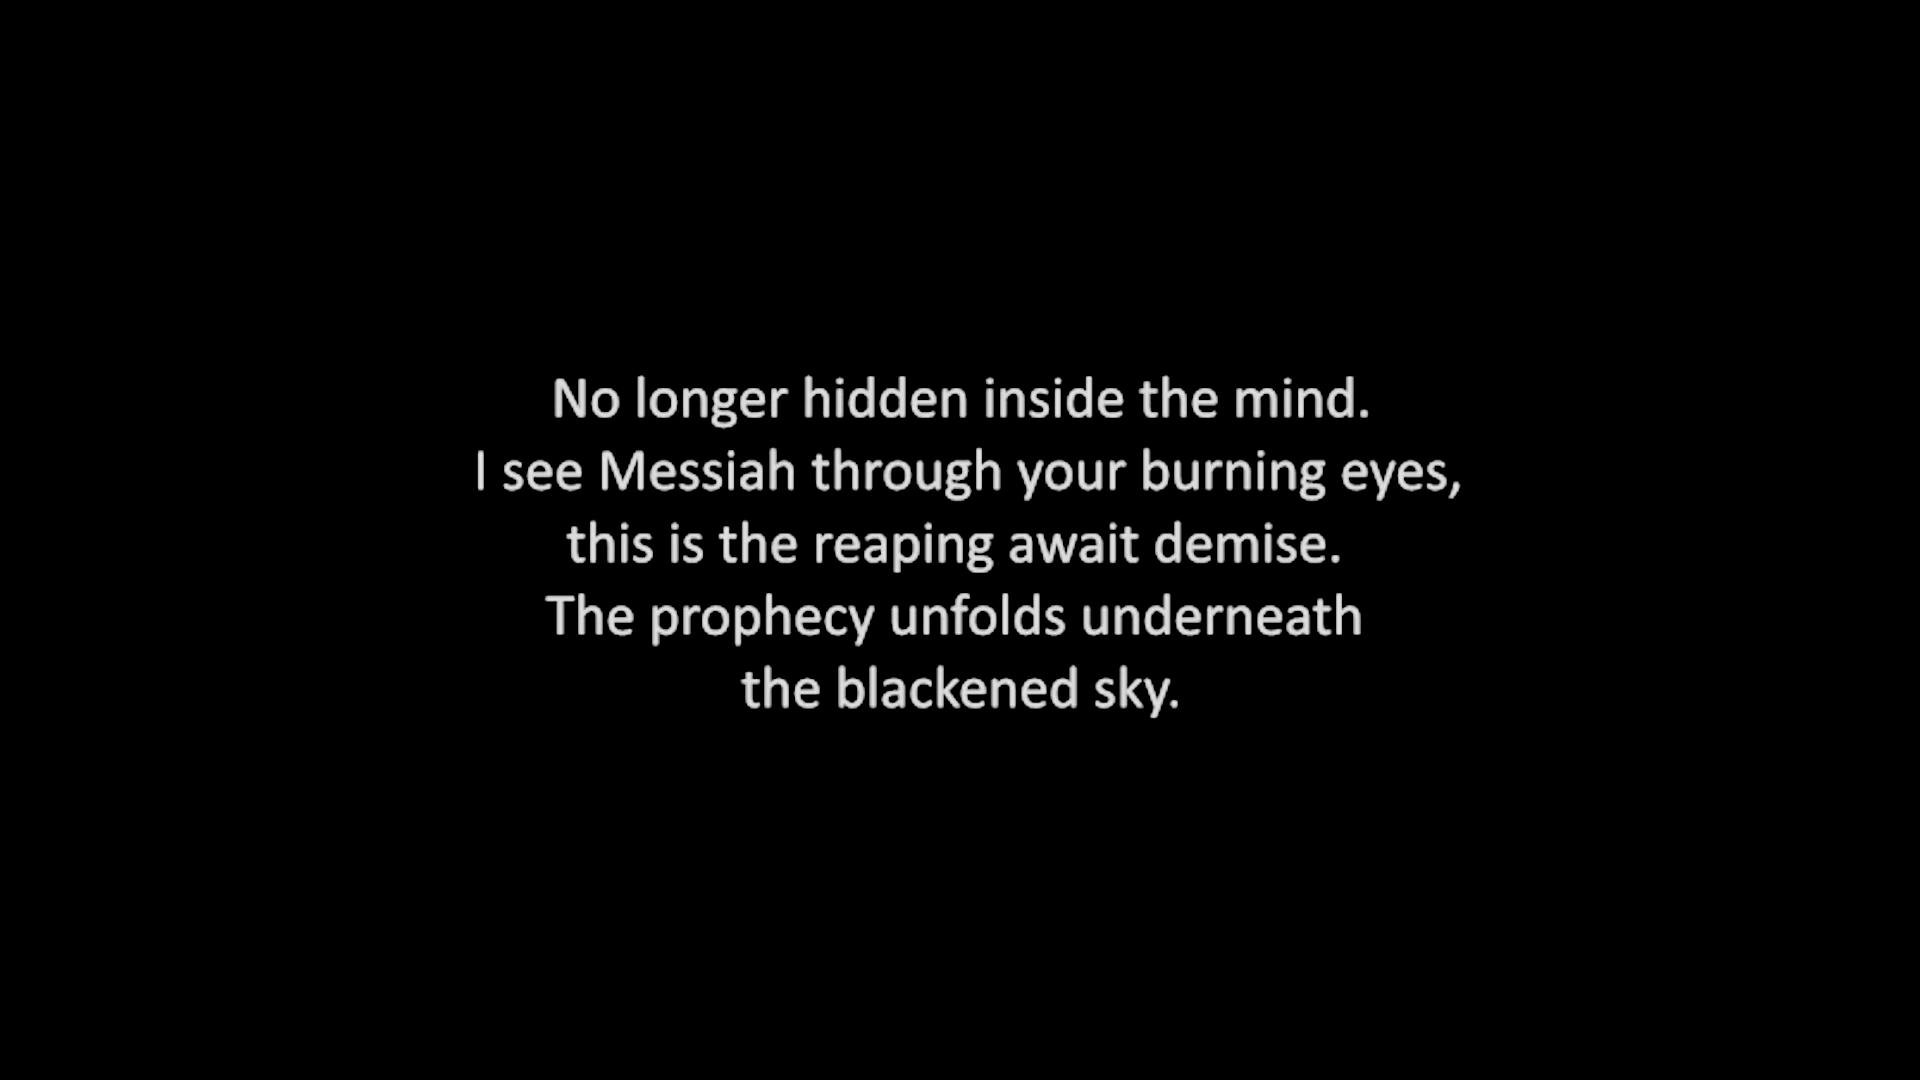 No longer hidden inside the mind.
I see Messiah through your burning eyes,
this is the reaping await demise.
The prophecy unfolds underneath
the blackened sky.